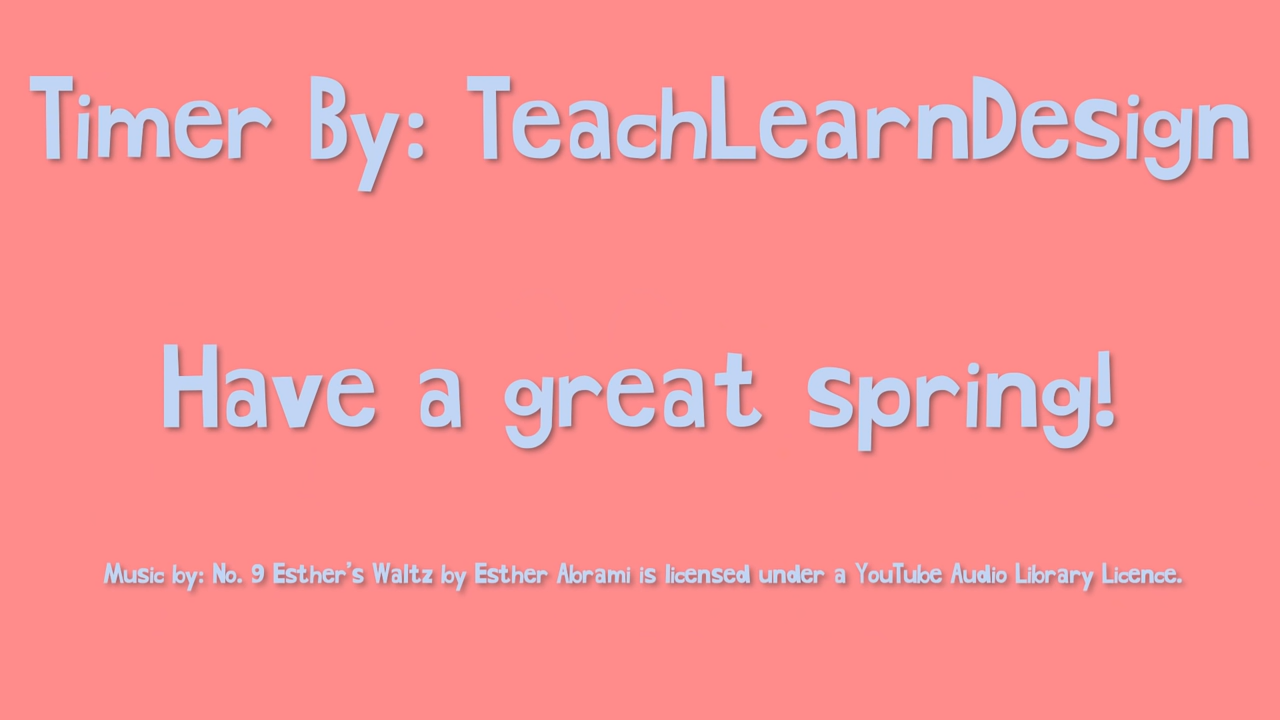 Timer By: TeachLearnDesign
Have a great spring!
Music by: No. 9 Esther's Waltz by Esther Abrami is licensed under a YouTube Audio Library Licence.